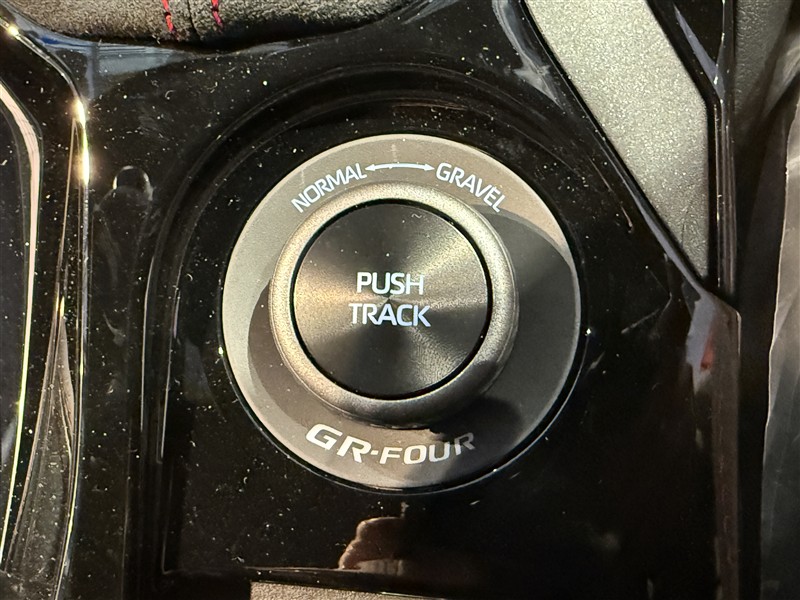 NORMAL ↔ GRAVEL
PUSH
TRACK
GR-FOUR